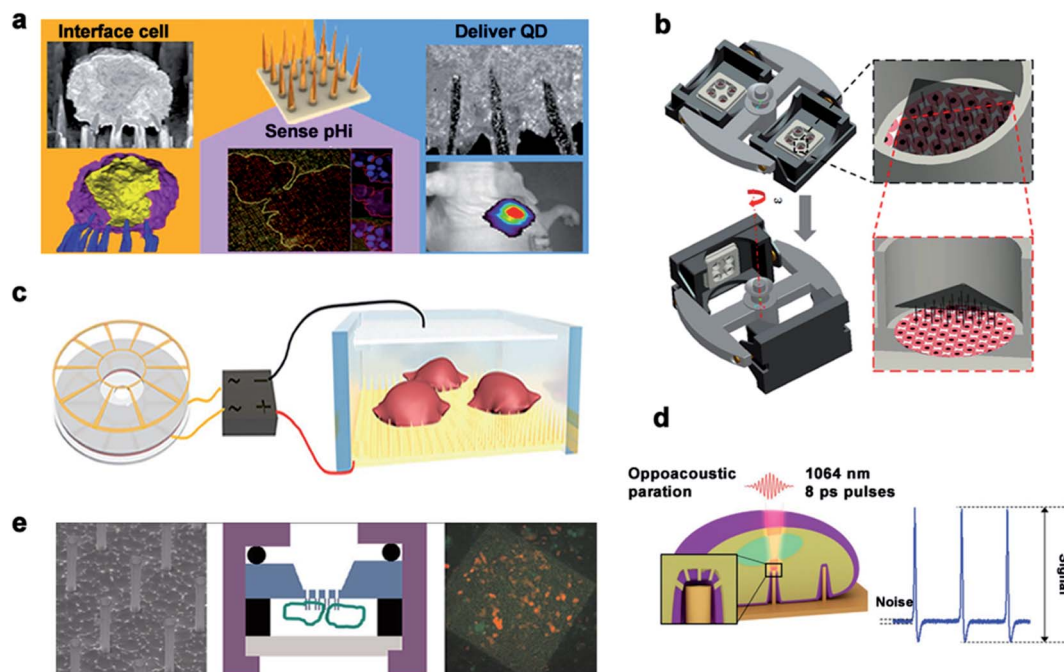 a
Interface cell
Deliver QD
Sense pHi
b
ω
c
~ −
~ +
d
Oppoacoustic
paration
1064 nm
8 ps pulses
Noise
Signal
e